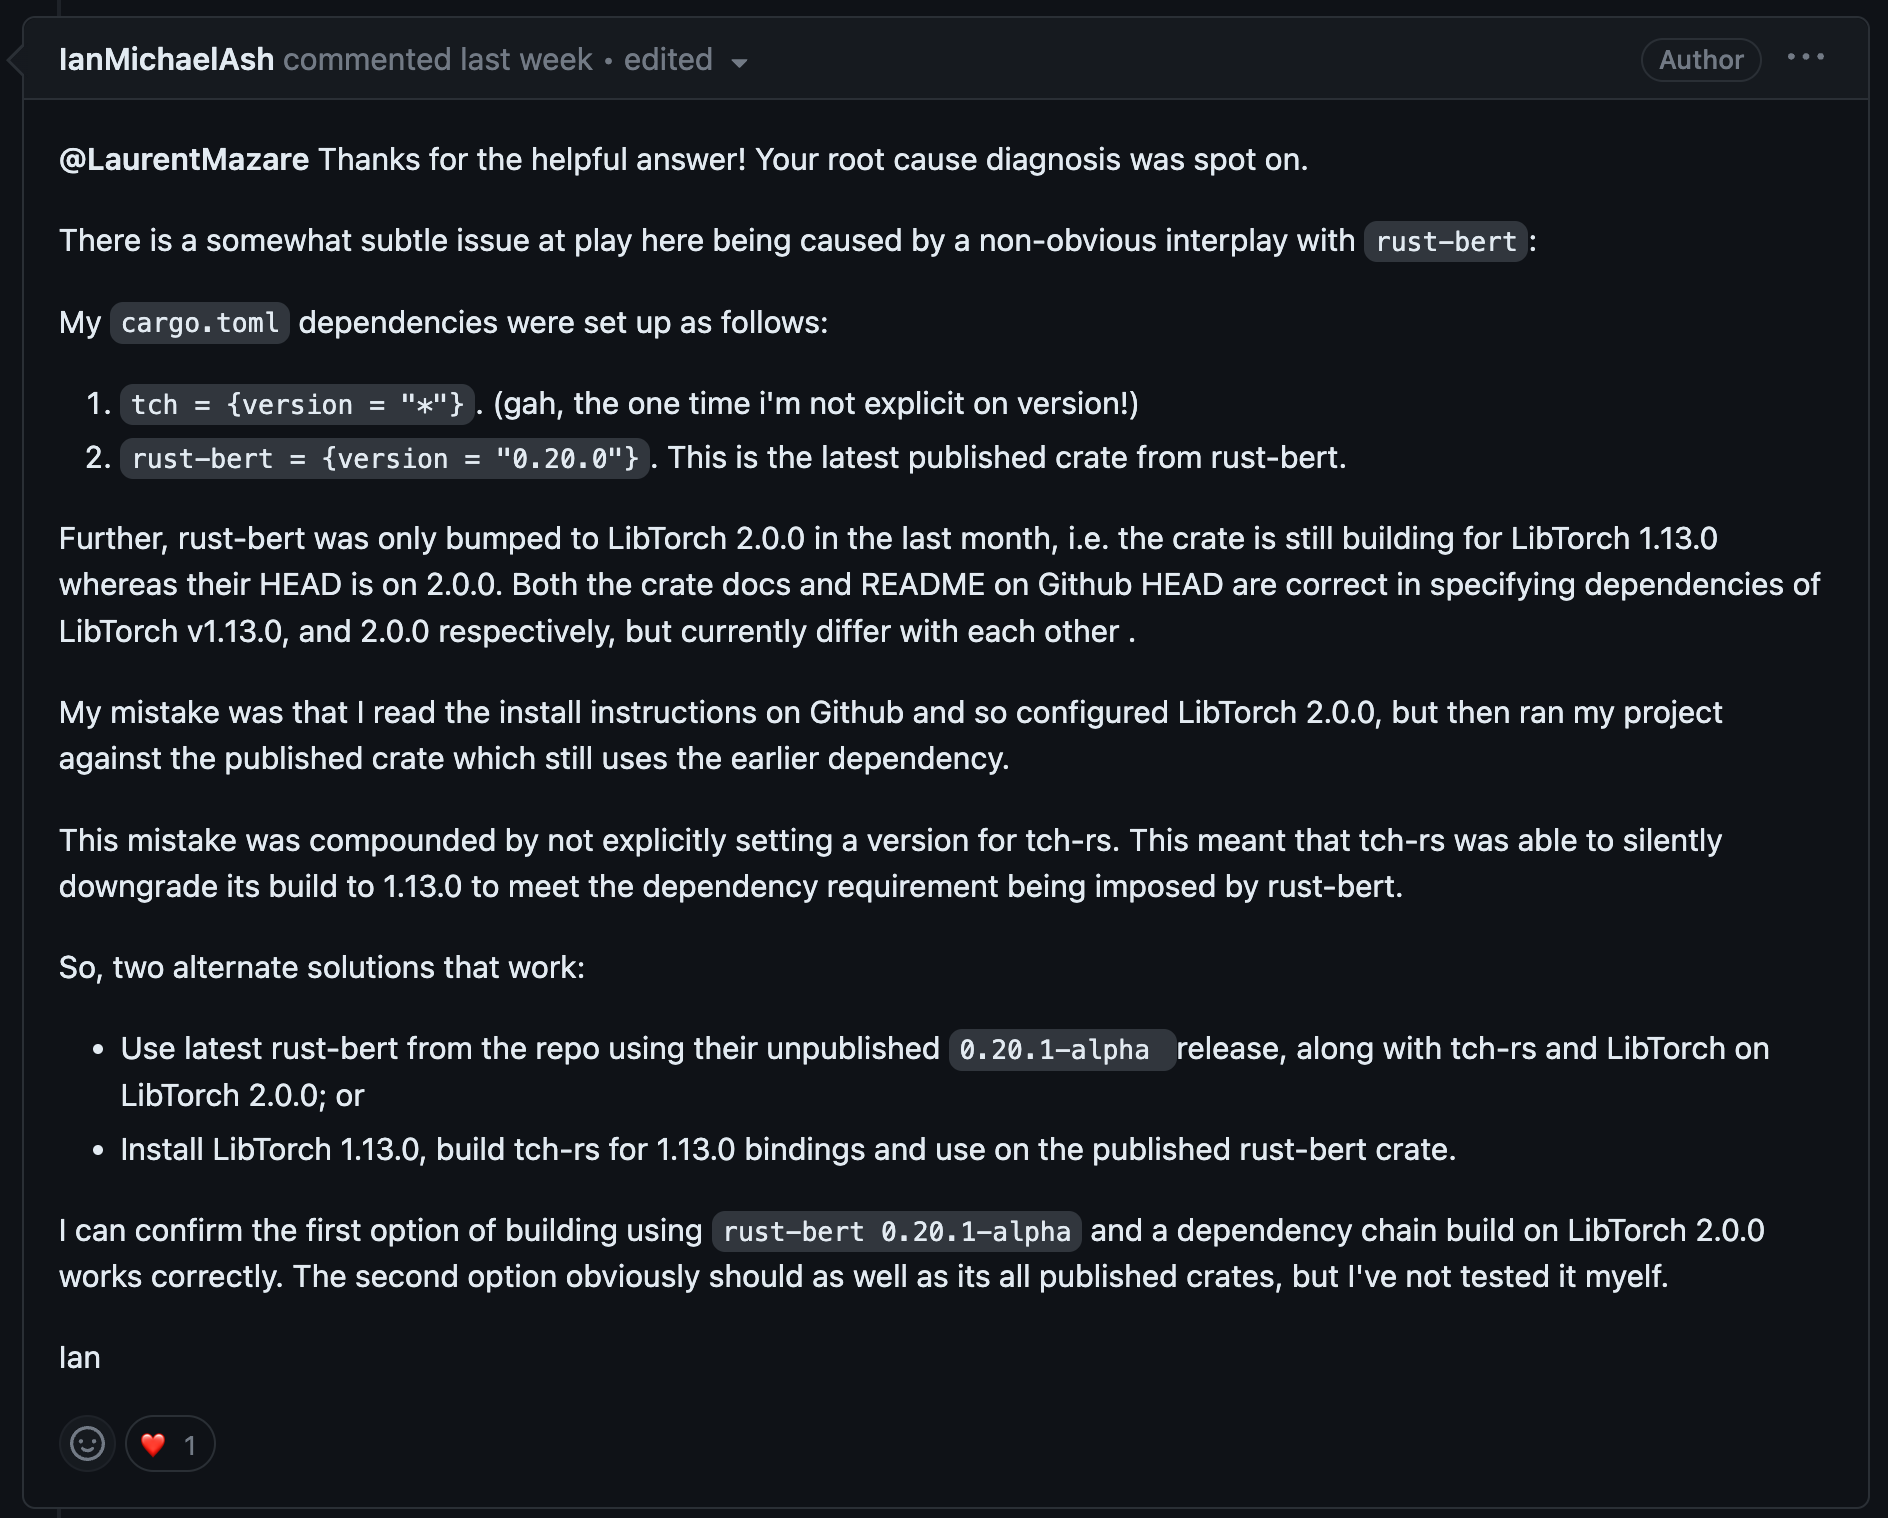 IanMichaelAsh commented last week • edited
Author
@LaurentMazare Thanks for the helpful answer! Your root cause diagnosis was spot on.
There is a somewhat subtle issue at play here being caused by a non-obvious interplay with rust-bert:
My cargo.toml dependencies were set up as follows:
1. tch = {version = "*"}. (gah, the one time i'm not explicit on version!)
2. rust-bert = {version = "0.20.0"}. This is the latest published crate from rust-bert.
Further, rust-bert was only bumped to LibTorch 2.0.0 in the last month, i.e. the crate is still building for LibTorch 1.13.0
whereas their HEAD is on 2.0.0. Both the crate docs and README on Github HEAD are correct in specifying dependencies of
LibTorch v1.13.0, and 2.0.0 respectively, but currently differ with each other .
My mistake was that I read the install instructions on Github and so configured LibTorch 2.0.0, but then ran my project
against the published crate which still uses the earlier dependency.
This mistake was compounded by not explicitly setting a version for tch-rs. This meant that tch-rs was able to silently
downgrade its build to 1.13.0 to meet the dependency requirement being imposed by rust-bert.
So, two alternate solutions that work:
• Use latest rust-bert from the repo using their unpublished 0.20.1-alpha release, along with tch-rs and LibTorch on
LibTorch 2.0.0; or
• Install LibTorch 1.13.0, build tch-rs for 1.13.0 bindings and use on the published rust-bert crate.
I can confirm the first option of building using rust-bert 0.20.1-alpha and a dependency chain build on LibTorch 2.0.0
works correctly. The second option obviously should as well as its all published crates, but I've not tested it myelf.
Ian
1